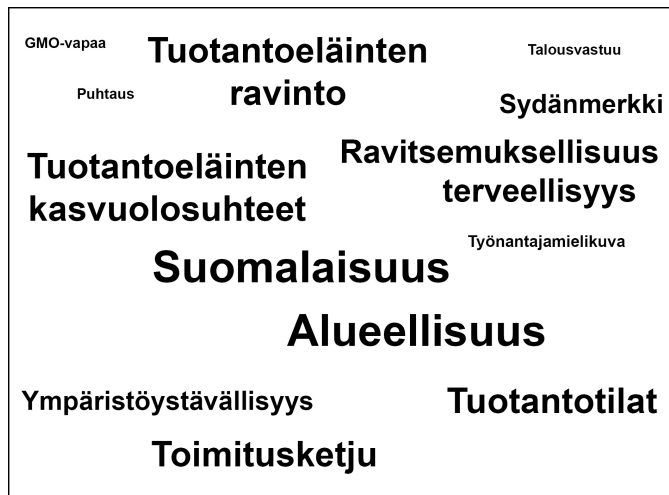 GMO-vapaa
Tuotantoeläinten
ravinto
Talousvastuu
Puhtaus
Sydänmerkki
Tuotantoeläinten
kasvuolosuhteet
Ravitsemuksellisuus
terveellisyys
Työnantajamielikuva
Suomalaisuus
Alueellisuus
Ympäristöystävällisyys
Tuotantotilat
Toimitusketju